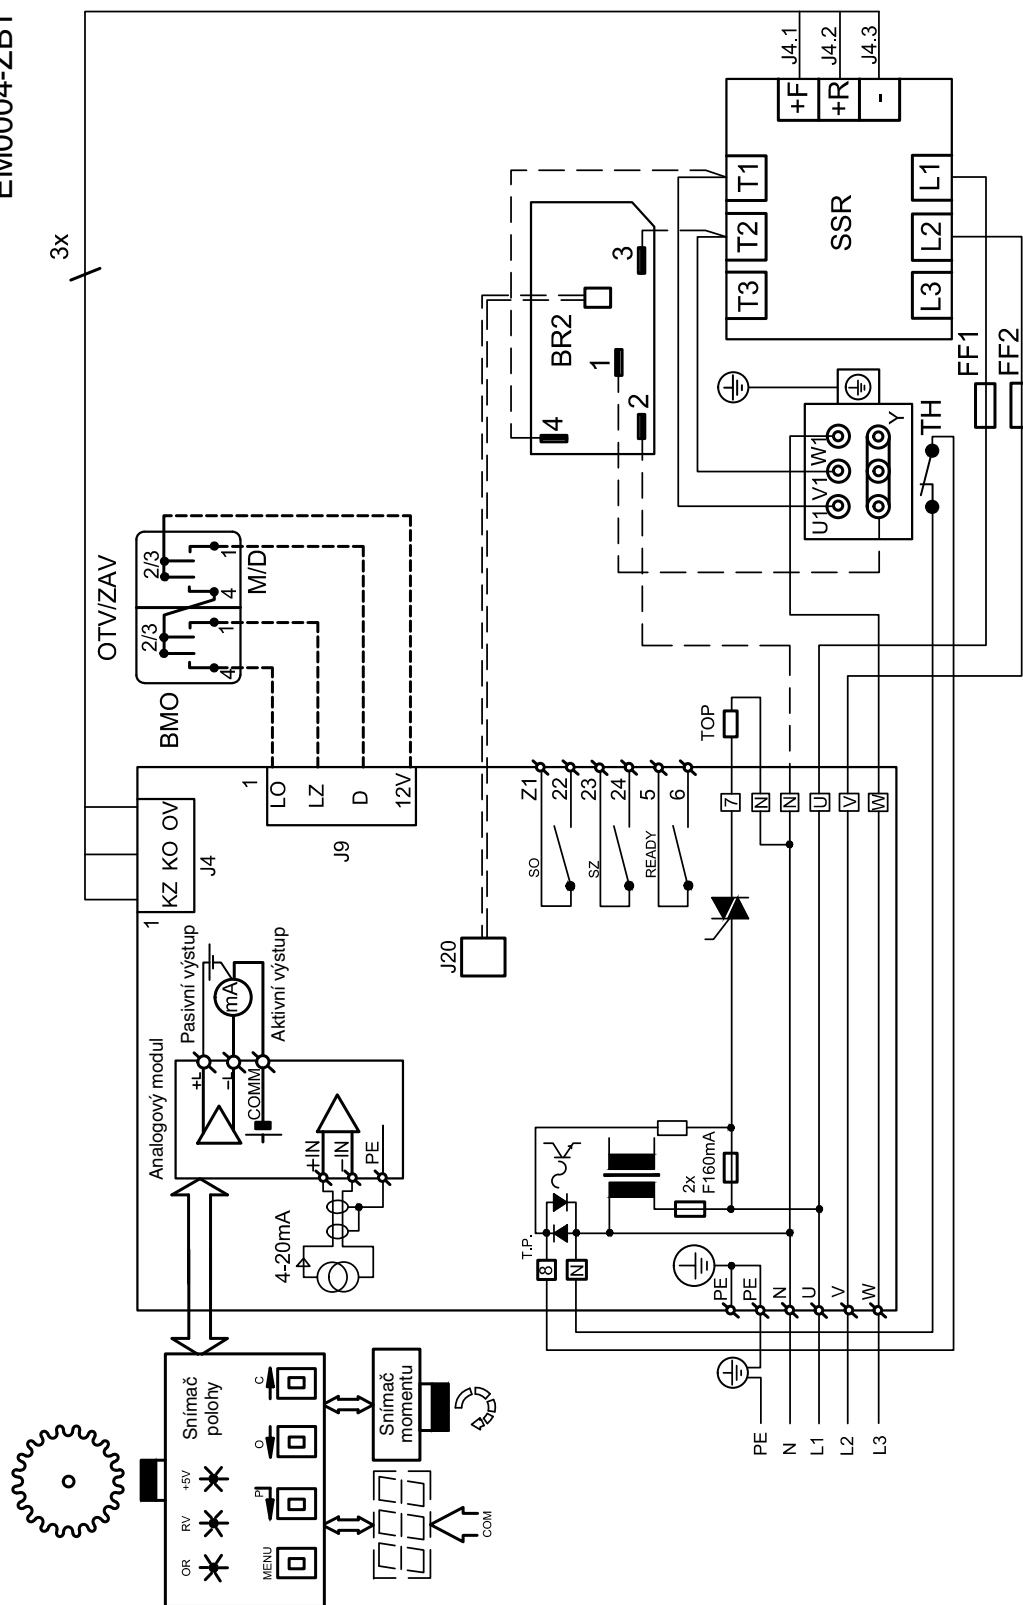 EM0004-ZB1
3x
J4.1
J4.2
J4.3
+F
+R
-
T1
T2
T3
SSR
L1
L2
L3
FF1
FF2
BR2
1
2
3
4
U1
V1
W1
Y
TH
OTV/ZAV
2/3
2/3
1
4
1
4
M/D
BMO
TOP
KZ KO OV
J4
1
1
LO
LZ
D
12V
J9
J20
Z1
22
23
24
5
6
SO
SZ
READY
7
N
N
U
V
W
Analogový modul
Pasivní výstup
Aktivní výstup
mA
+L
-L
COMM
+IN
-IN
PE
4-20mA
T.P.
8
N
2x
F160mA
PE
PE
N
U
V
W
PE
N
L1
L2
L3
Snímač
polohy
+5V
RV
OR
C
O
P
MENU
Snímač
momentu
COM